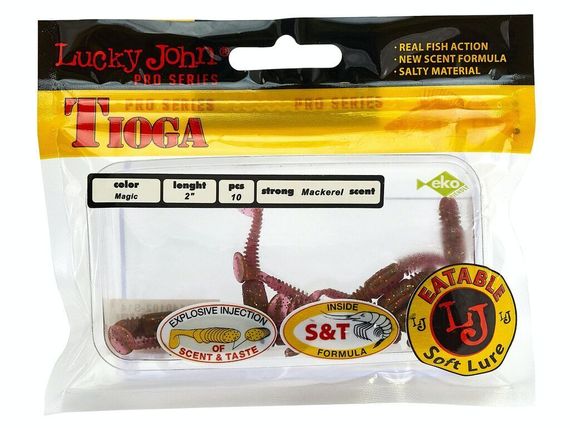 Lucky John®
PRO SERIES
• REAL FISH ACTION
• NEW SCENT FORMULA
• SALTY MATERIAL
PRO SERIES
PRO SERIES
TIOGA
color
Magic
lenght
2"
pcs
10
strong Mackerel scent
eko
EXPLOSIVE INJECTION
OF
SCENT & TASTE
INSIDE
S&T
FORMULA
EATABLE
LJ LJ LJ
Soft Lure